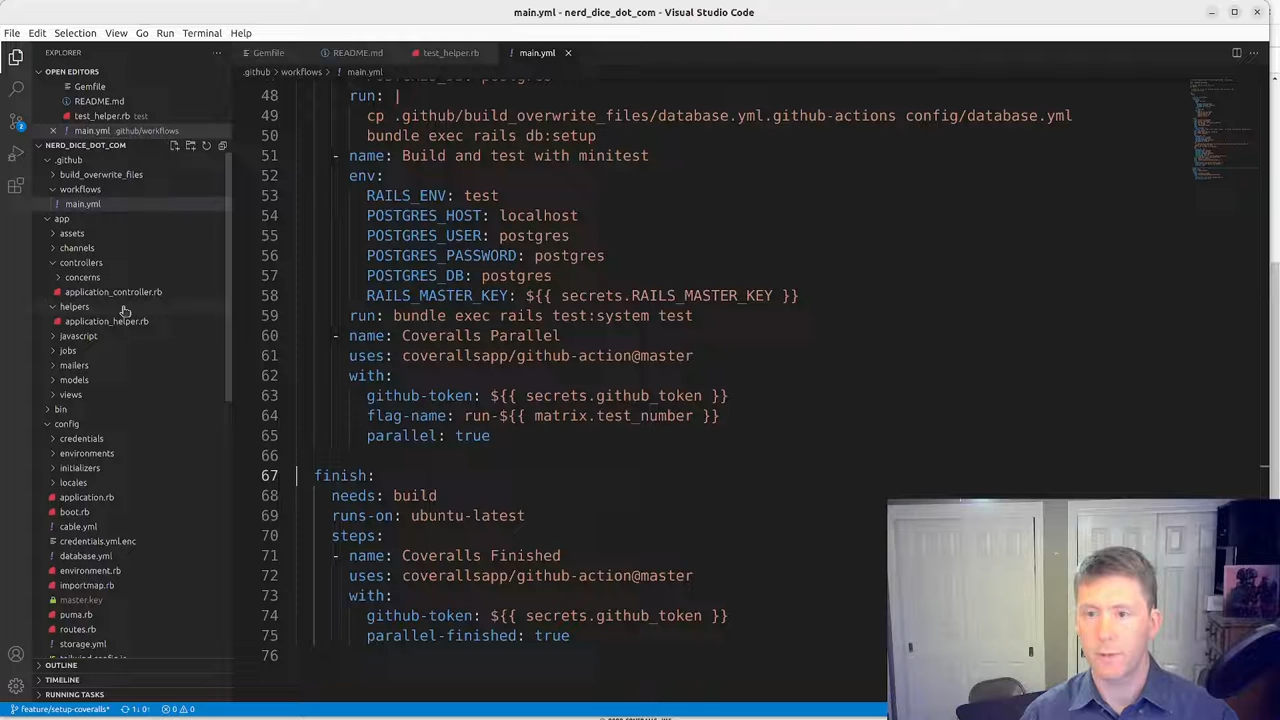 main.yml - nerd_dice_dot_com - Visual Studio Code
File Edit Selection View Go Run Terminal Help
EXPLORER
Gemfile README.md test_helper.rb main.yml
.github workflows main.yml
OPEN EDITORS
Gemfile
README.md
test_helper.rb test
main.yml .github/workflows
NERD_DICE_DOT_COM
.github
build_overwrite_files
workflows
main.yml
app
assets
channels
controllers
concerns
application_controller.rb
helpers
application_helper.rb
javascript
jobs
mailers
models
views
bin
config
credentials
environments
initializers
locales
application.rb
boot.rb
cable.yml
credentials.yml.enc
database.yml
environment.rb
importmap.rb
master.key
puma.rb
routes.rb
storage.yml
OUTLINE
TIMELINE
RUNNING TASKS
48 run: |
49 cp .github/build_overwrite_files/database.yml.github-actions config/database.yml
50 bundle exec rails db:setup
51 - name: Build and test with minitest
52 env:
53 RAILS_ENV: test
54 POSTGRES_HOST: localhost
55 POSTGRES_USER: postgres
56 POSTGRES_PASSWORD: postgres
57 POSTGRES_DB: postgres
58 RAILS_MASTER_KEY: ${{ secrets.RAILS_MASTER_KEY }}
59 run: bundle exec rails test:system test
60 - name: Coveralls Parallel
61 uses: coverallsapp/github-action@master
62 with:
63 github-token: ${{ secrets.github_token }}
64 flag-name: run-${{ matrix.test_number }}
65 parallel: true
66
67 finish:
68 needs: build
69 runs-on: ubuntu-latest
70 steps:
71 - name: Coveralls Finished
72 uses: coverallsapp/github-action@master
73 with:
74 github-token: ${{ secrets.github_token }}
75 parallel-finished: true
76
2
feature/setup-coveralls* 1↓ 0↑ 0 0